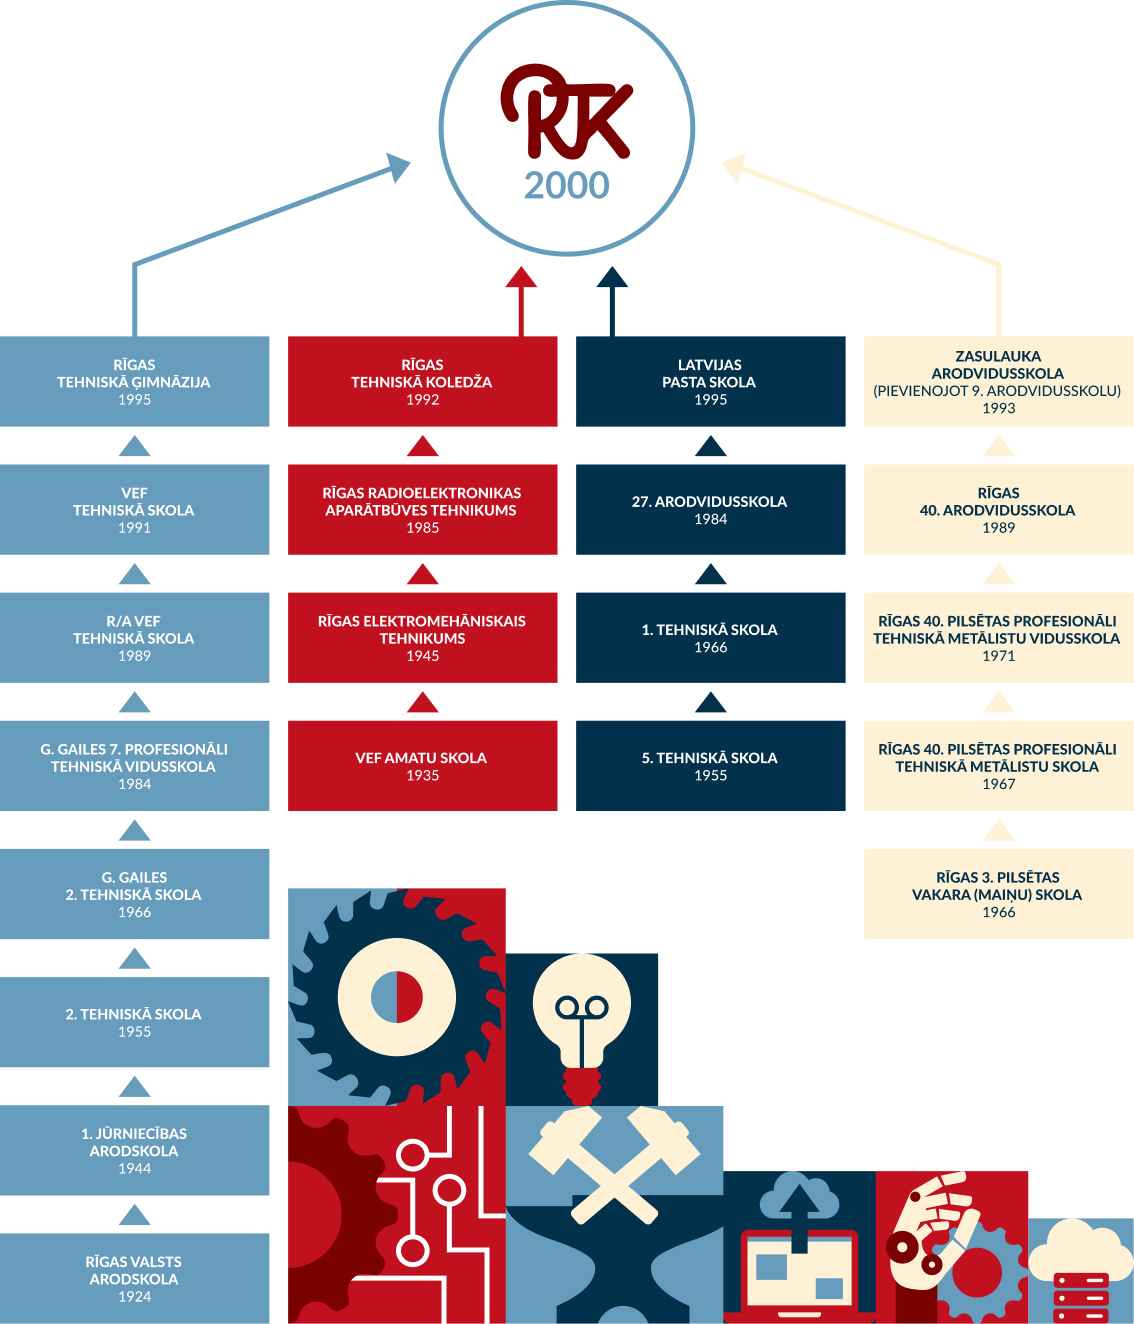 RTK
2000
RĪGAS
TEHNISKĀ ĢIMNĀZIJA
1995
VEF
TEHNISKĀ SKOLA
1991
R/A VEF
TEHNISKĀ SKOLA
1989
G. GAILES 7. PROFESIONĀLI
TEHNISKĀ VIDUSSKOLA
1984
G. GAILES
2. TEHNISKĀ SKOLA
1966
2. TEHNISKĀ SKOLA
1955
1. JŪRNIECĪBAS
ARODSKOLA
1944
RĪGAS VALSTS
ARODSKOLA
1924
RĪGAS
TEHNISKĀ KOLEDŽA
1992
RĪGAS RADIOELEKTRONIKAS
APARĀTBŪVES TEHNIKUMS
1985
RĪGAS ELEKTROMEHĀNISKAIS
TEHNIKUMS
1945
VEF AMATU SKOLA
1935
LATVIJAS
PASTA SKOLA
1995
27. ARODVIDUSSKOLA
1984
1. TEHNISKĀ SKOLA
1966
5. TEHNISKĀ SKOLA
1955
ZASULAUKA
ARODVIDUSSKOLA
(PIEVIENOJOT 9. ARODVIDUSSKOLU)
1993
RĪGAS
40. ARODVIDUSSKOLA
1989
RĪGAS 40. PILSĒTAS PROFESIONĀLI
TEHNISKĀ METĀLISTU VIDUSSKOLA
1971
RĪGAS 40. PILSĒTAS PROFESIONĀLI
TEHNISKĀ METĀLISTU SKOLA
1967
RĪGAS 3. PILSĒTAS
VAKARA (MAIŅU) SKOLA
1966